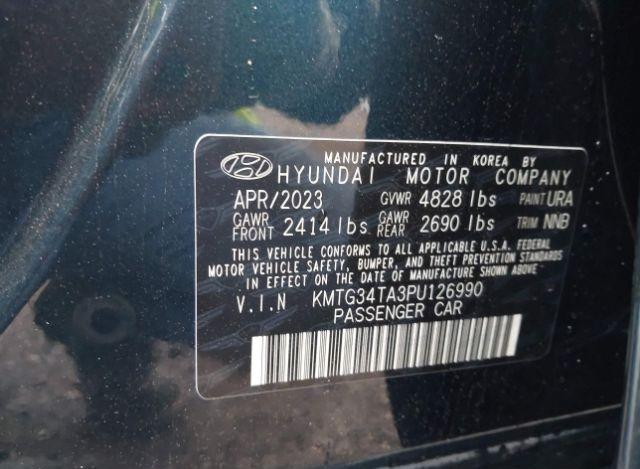 MANUFACTURED IN KOREA BY
HYUNDAI MOTOR COMPANY
APR/2023 GVWR 4828 lbs PAINT URA
GAWR FRONT 2414 lbs GAWR REAR 2690 lbs TRIM NNB
THIS VEHICLE CONFORMS TO ALL APPLICABLE U.S.A. FEDERAL
MOTOR VEHICLE SAFETY, BUMPER, AND THEFT PREVENTION STANDARDS
IN EFFECT ON THE DATE OF MANUFACTURE SHOWN ABOVE
V.I.N KMTG34TA3PU126990
PASSENGER CAR